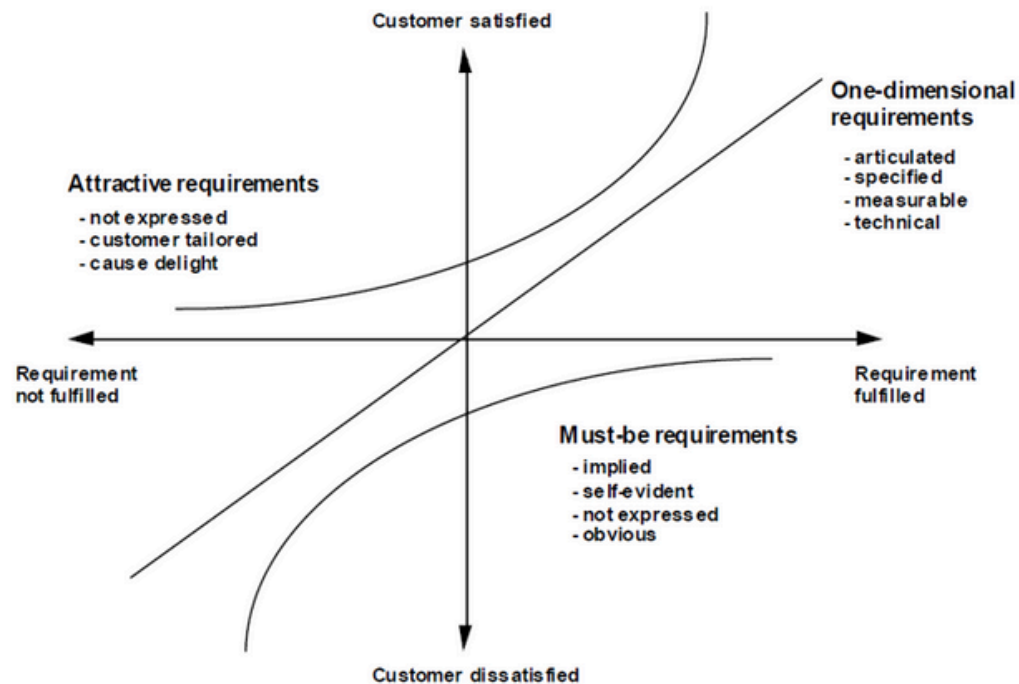 Customer satisfied
One-dimensional
requirements
- articulated
- specified
- measurable
- technical
Attractive requirements
- not expressed
- customer tailored
- cause delight
Requirement
not fulfilled
Requirement
fulfilled
Must-be requirements
- implied
- self-evident
- not expressed
- obvious
Customer dissatisfied